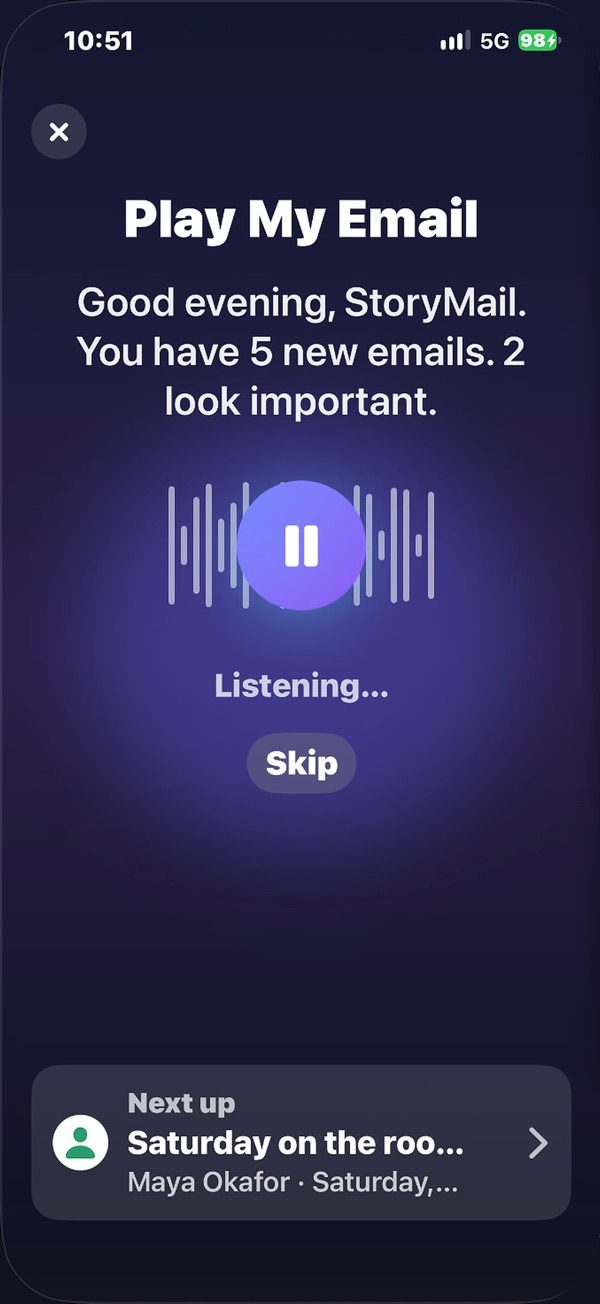 10:51
5G 98
Play My Email
Good evening, StoryMail.
You have 5 new emails. 2
look important.
Listening...
Skip
Next up
Saturday on the roo...
Maya Okafor · Saturday,...